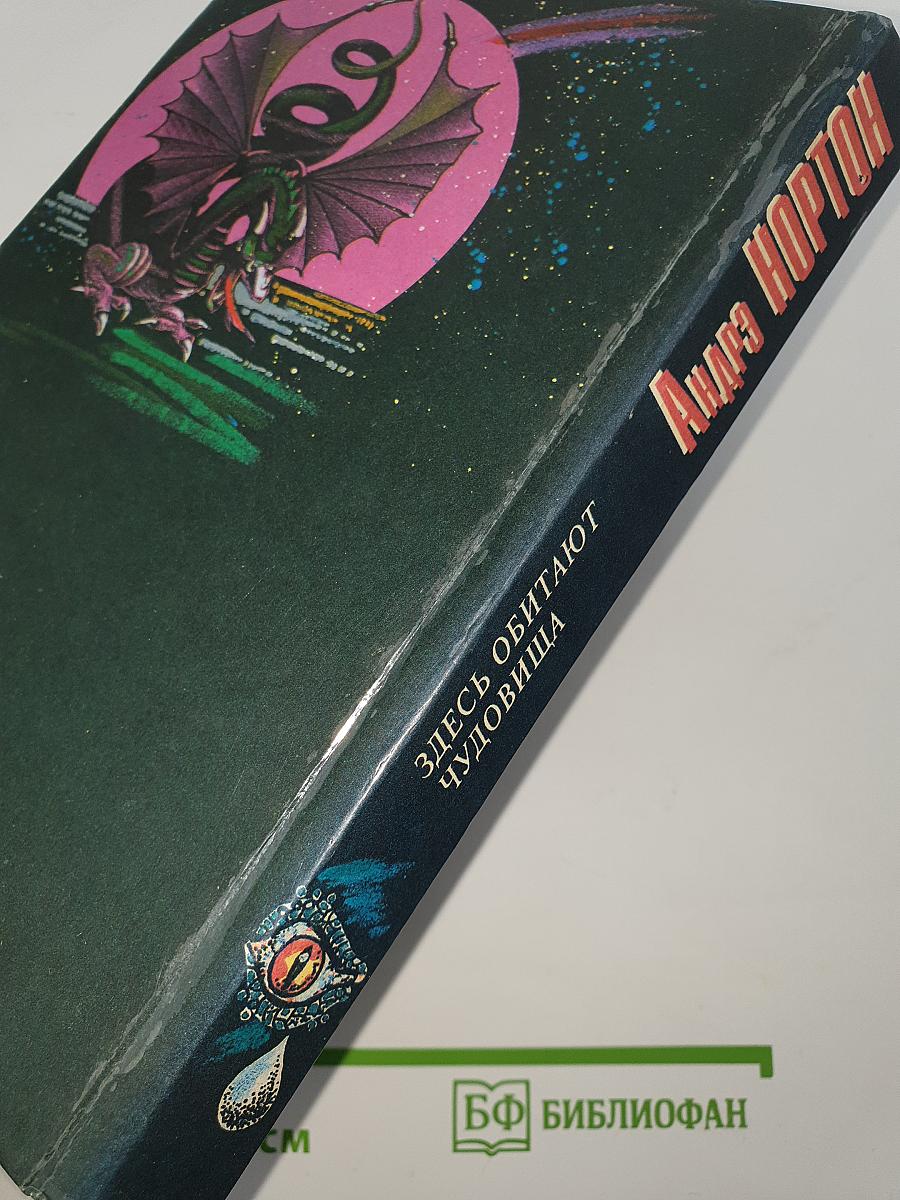 Андрэ НОРТОН
ЗДЕСЬ ОБИТАЮТ
ЧУДОВИЩА
БФ БИБЛИОФАН
см